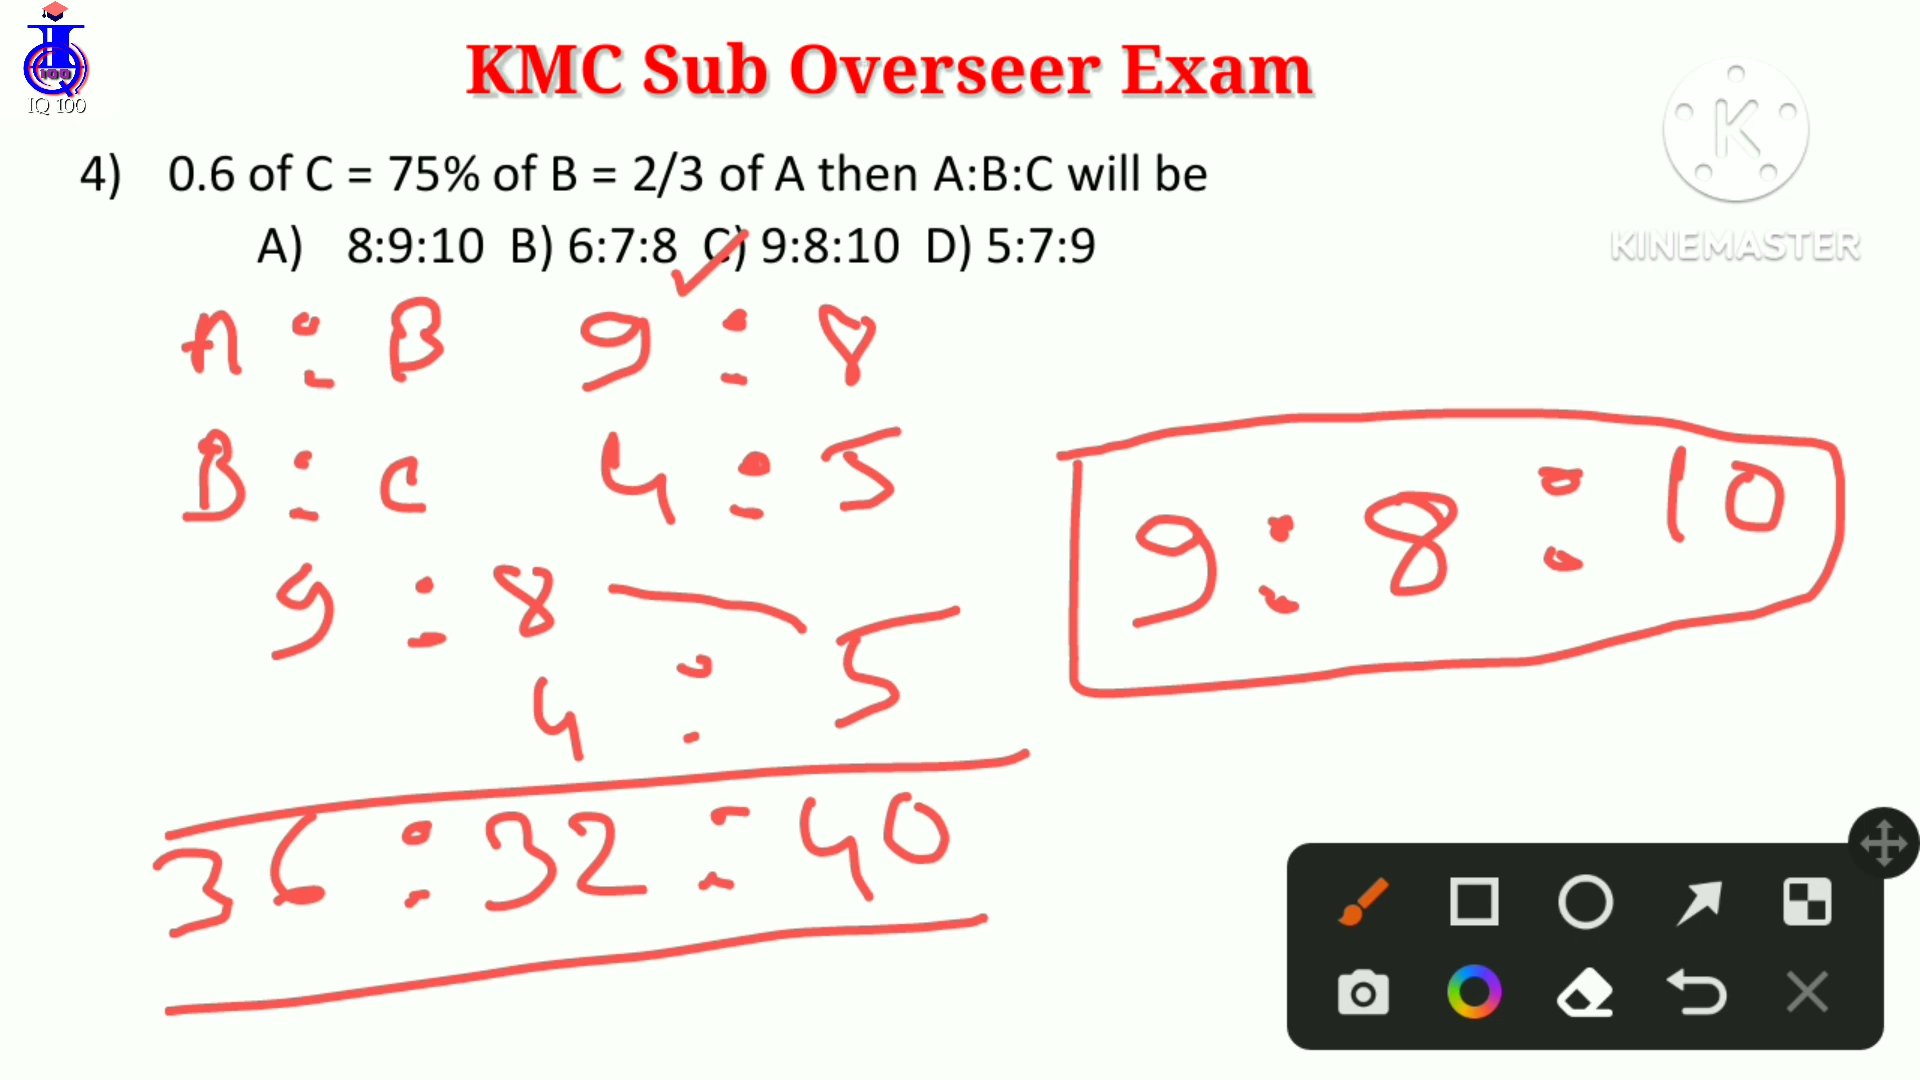 KMC Sub Overseer Exam
IQ 100
K
KINEMASTER
4) 0.6 of C = 75% of B = 2/3 of A then A:B:C will be
A) 8:9:10 B) 6:7:8 C) 9:8:10 D) 5:7:9
A : B 9 : 8
B : C 4 : 5
9 : 8
4 : 5
36 : 32 : 40
9 : 8 : 10